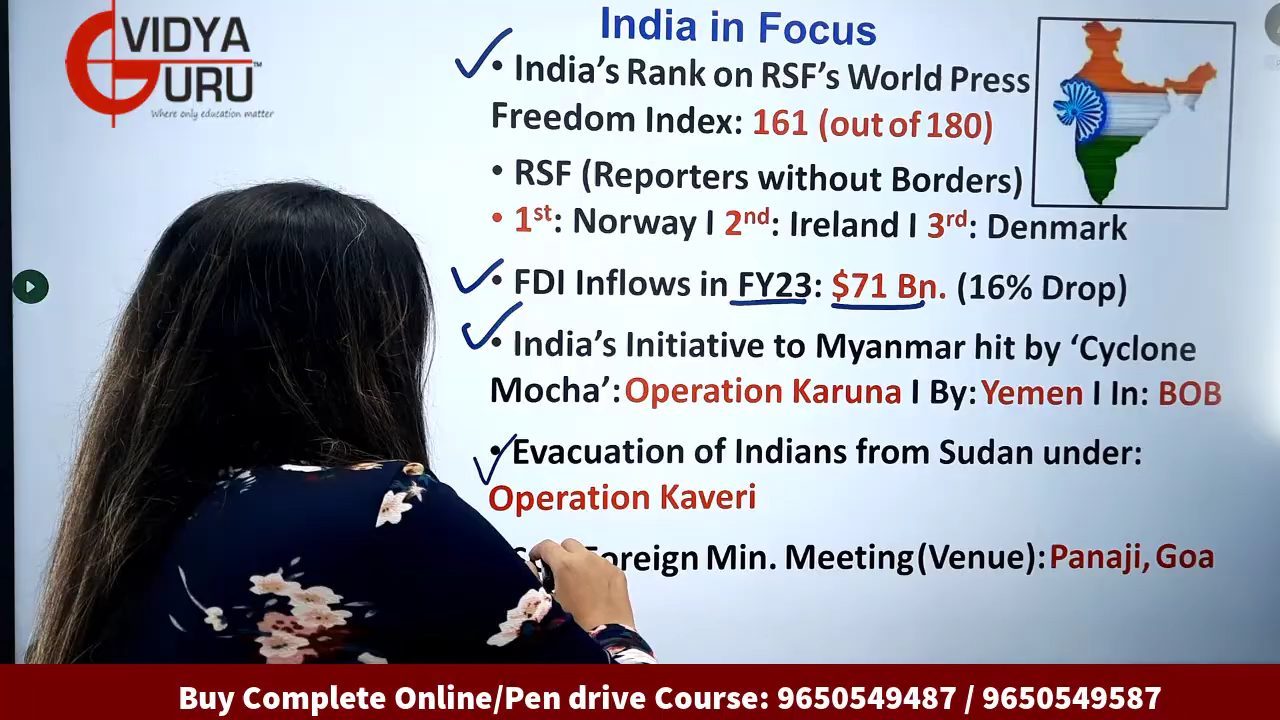 VIDYA
GURU™
Where only education matter
India in Focus
• India's Rank on RSF's World Press
Freedom Index: 161 (out of 180)
• RSF (Reporters without Borders)
• 1st: Norway I 2nd: Ireland I 3rd: Denmark
• FDI Inflows in FY23: $71 Bn. (16% Drop)
• India's Initiative to Myanmar hit by ‘Cyclone
Mocha’: Operation Karuna I By: Yemen I In: BOB
• Evacuation of Indians from Sudan under:
Operation Kaveri
Foreign Min. Meeting(Venue): Panaji, Goa
Buy Complete Online/Pen drive Course: 9650549487 / 9650549587